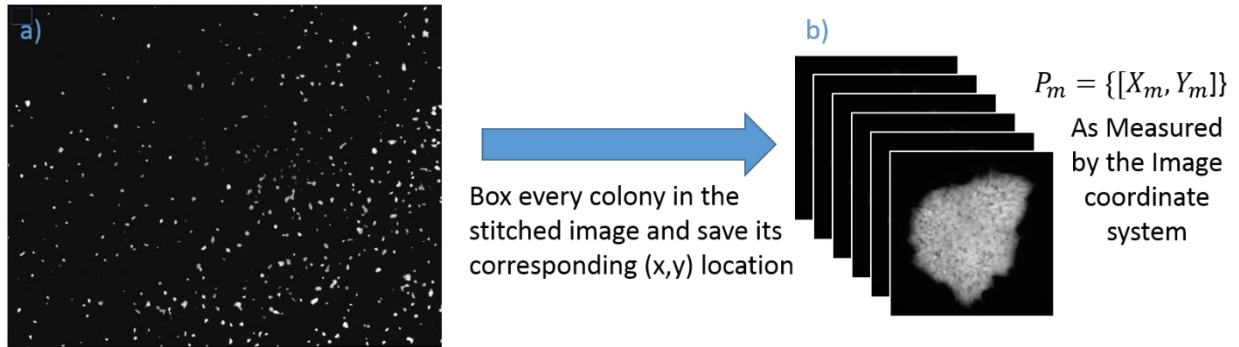 a)
Box every colony in the
stitched image and save its
corresponding (x,y) location
b)
P_m = {[X_m, Y_m]}
As Measured
by the Image
coordinate
system